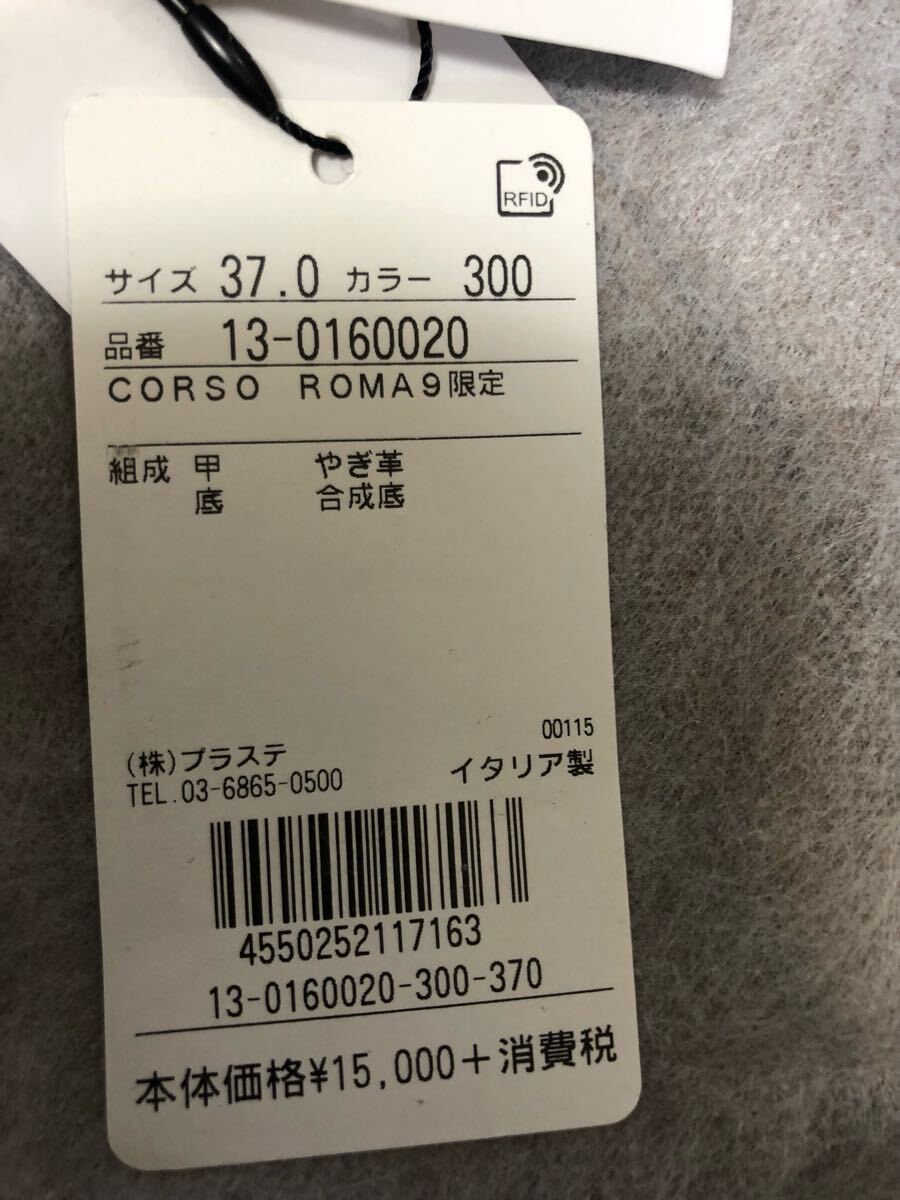 RFID
サイズ 37.0 カラー 300
品番 13-0160020
CORSO ROMA9限定
組成 甲 やぎ革
底 合成底
00115
(株)プラステ イタリア製
TEL.03-6865-0500
4550252117163
13-0160020-300-370
本体価格¥15,000+消費税